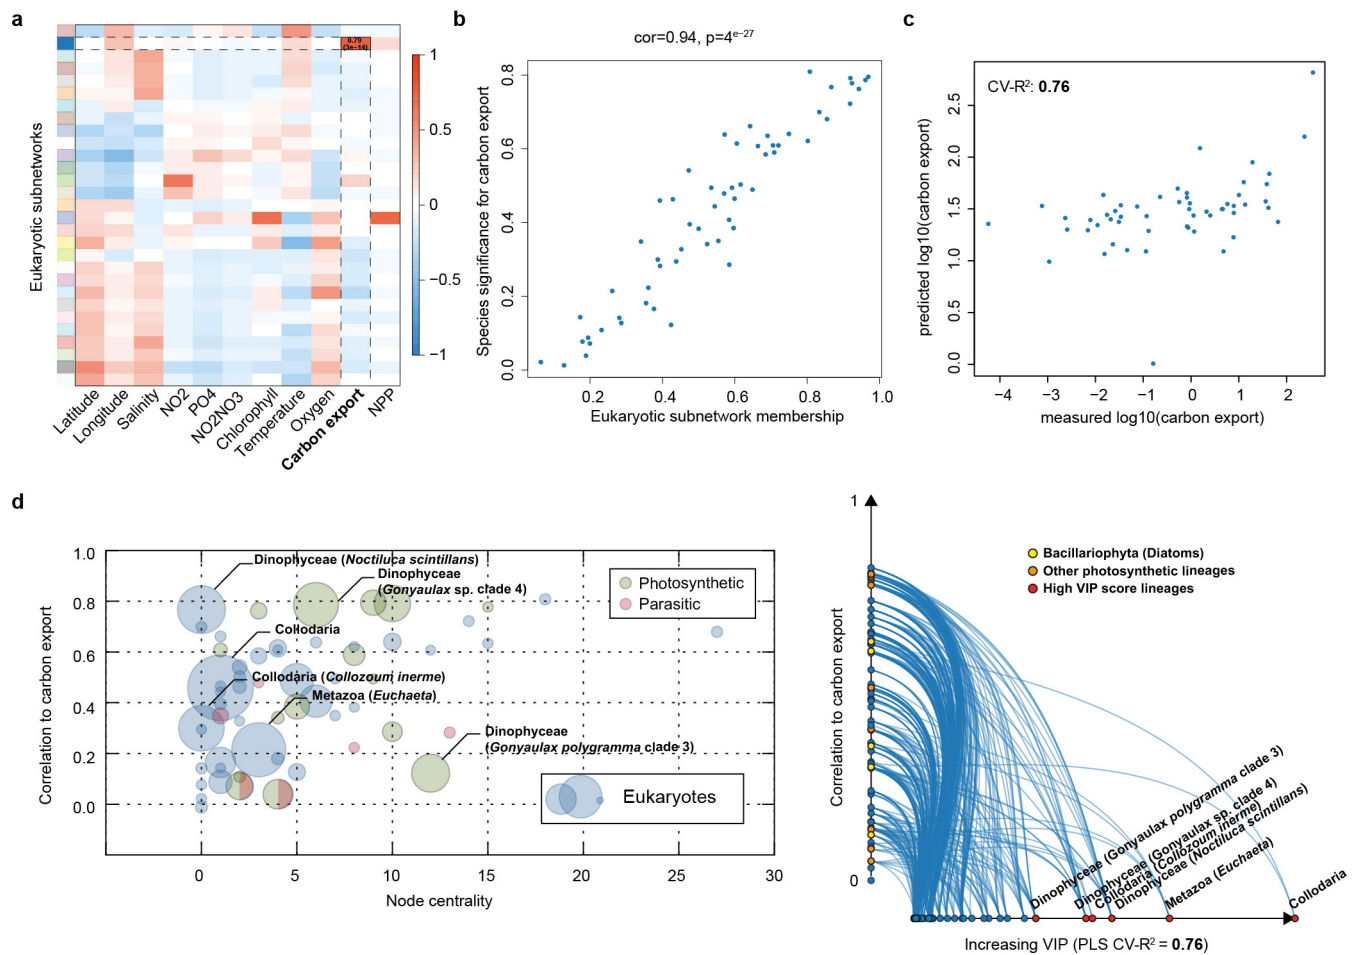 a
Eukaryotic subnetworks
0.79
(3e−14)
1
0.5
0
−0.5
−1
Latitude
Longitude
Salinity
NO2
PO4
NO2NO3
Chlorophyll
Temperature
Oxygen
Carbon export
NPP
b
cor=0.94, p=4e−27
Species significance for carbon export
0.8
0.6
0.4
0.2
0.0
0.2
0.4
0.6
0.8
1.0
Eukaryotic subnetwork membership
c
CV-R²: 0.76
predicted log10(carbon export)
2.5
2.0
1.5
1.0
0.5
0.0
−4
−3
−2
−1
0
1
2
measured log10(carbon export)
d
Correlation to carbon export
1.0
0.8
0.6
0.4
0.2
0.0
Dinophyceae (Noctiluca scintillans)
Dinophyceae
(Gonyaulax sp. clade 4)
Collodaria
Collodaria (Collozoum inerme)
Metazoa (Euchaeta)
Dinophyceae
(Gonyaulax polygramma clade 3)
Photosynthetic
Parasitic
Eukaryotes
0
5
10
15
20
25
30
Node centrality
1
Correlation to carbon export
0
Bacillariophyta (Diatoms)
Other photosynthetic lineages
High VIP score lineages
Dinophyceae (Gonyaulax polygramma clade 3)
Dinophyceae (Gonyaulax sp. clade 4)
Collodaria (Collozoum inerme)
Dinophyceae (Noctiluca scintillans)
Metazoa (Euchaeta)
Collodaria
Increasing VIP (PLS CV-R² = 0.76)